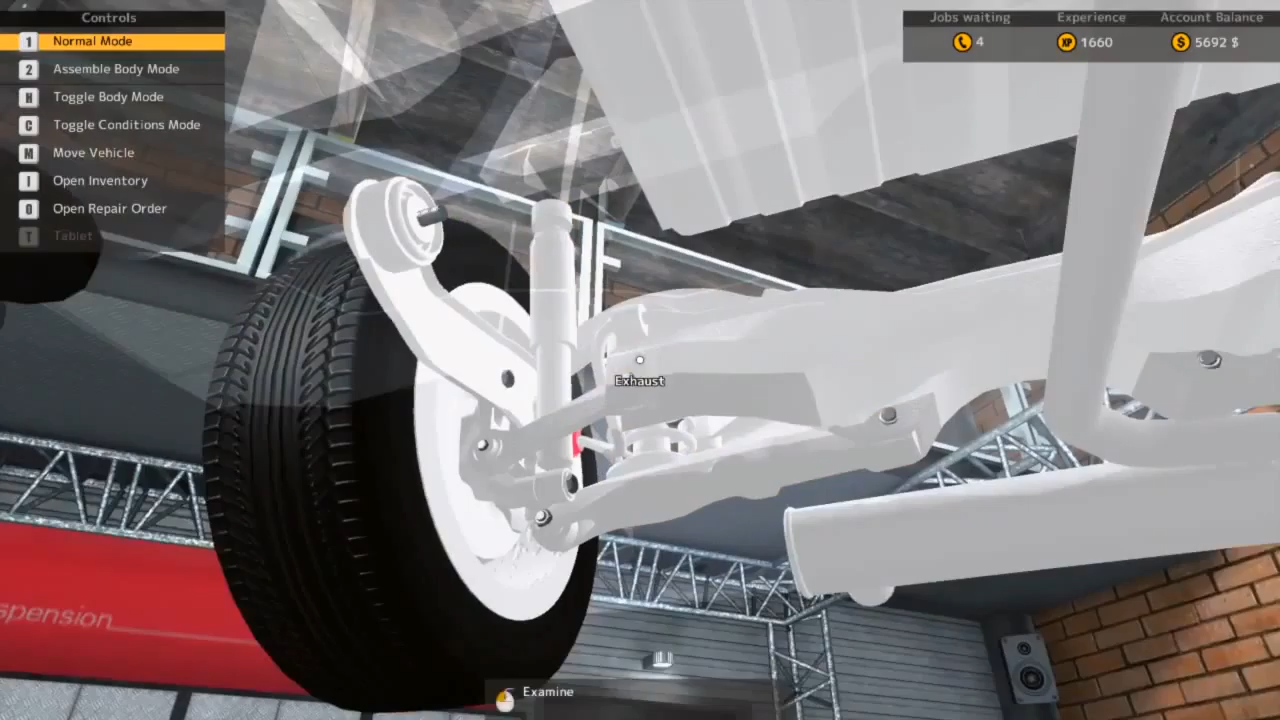 Controls
1 Normal Mode
2 Assemble Body Mode
H Toggle Body Mode
C Toggle Conditions Mode
M Move Vehicle
I Open Inventory
O Open Repair Order
T Tablet
Jobs waiting Experience Account Balance
4 XP 1660 $ 5692 $
Exhaust
spension
Examine